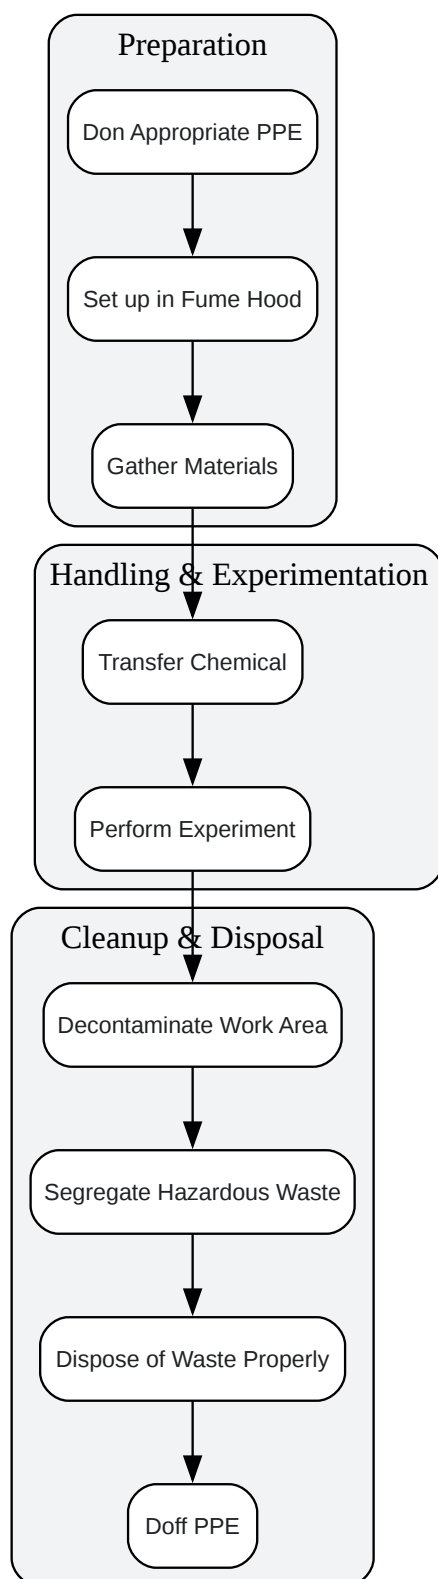 Preparation
Don Appropriate PPE
Set up in Fume Hood
Gather Materials
Handling & Experimentation
Transfer Chemical
Perform Experiment
Cleanup & Disposal
Decontaminate Work Area
Segregate Hazardous Waste
Dispose of Waste Properly
Doff PPE